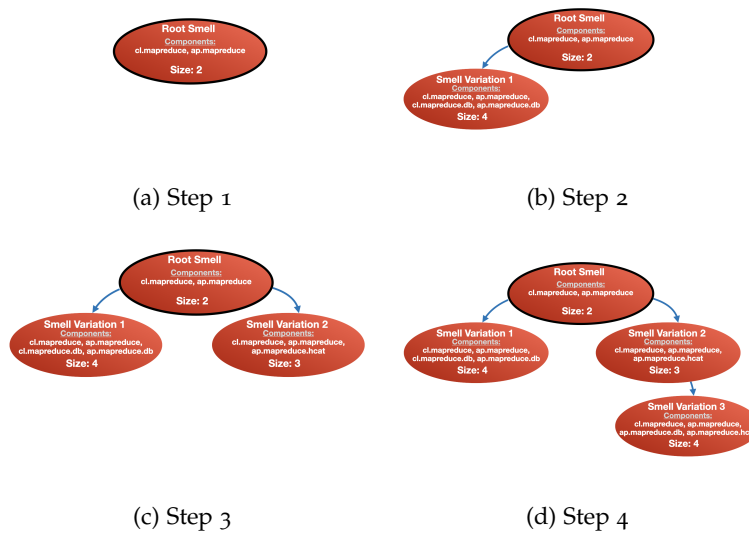 Root Smell
Components:
cl.mapreduce, ap.mapreduce
Size: 2
(a) Step 1
Root Smell
Components:
cl.mapreduce, ap.mapreduce
Size: 2
Smell Variation 1
Components:
cl.mapreduce, ap.mapreduce,
cl.mapreduce.db, ap.mapreduce.db
Size: 4
(b) Step 2
Root Smell
Components:
cl.mapreduce, ap.mapreduce
Size: 2
Smell Variation 1
Components:
cl.mapreduce, ap.mapreduce,
cl.mapreduce.db, ap.mapreduce.db
Size: 4
Smell Variation 2
Components:
cl.mapreduce, ap.mapreduce,
ap.mapreduce.hcat
Size: 3
(c) Step 3
Root Smell
Components:
cl.mapreduce, ap.mapreduce
Size: 2
Smell Variation 1
Components:
cl.mapreduce, ap.mapreduce,
cl.mapreduce.db, ap.mapreduce.db
Size: 4
Smell Variation 2
Components:
cl.mapreduce, ap.mapreduce,
ap.mapreduce.hcat
Size: 3
Smell Variation 3
Components:
cl.mapreduce, ap.mapreduce,
ap.mapreduce.db, ap.mapreduce.hc
Size: 4
(d) Step 4